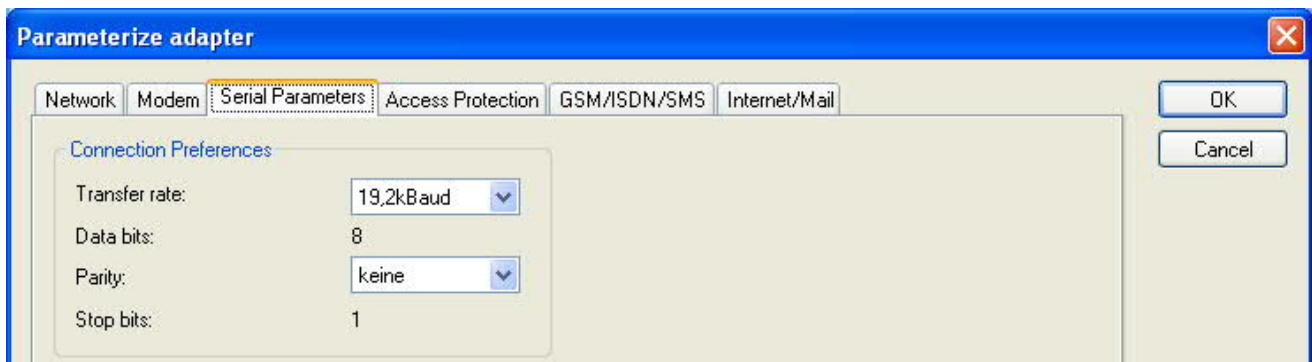 Parameterize adapter
Network Modem Serial Parameters Access Protection GSM/ISDN/SMS Internet/Mail
OK
Cancel
Connection Preferences
Transfer rate: 19,2kBaud
Data bits: 8
Parity: keine
Stop bits: 1